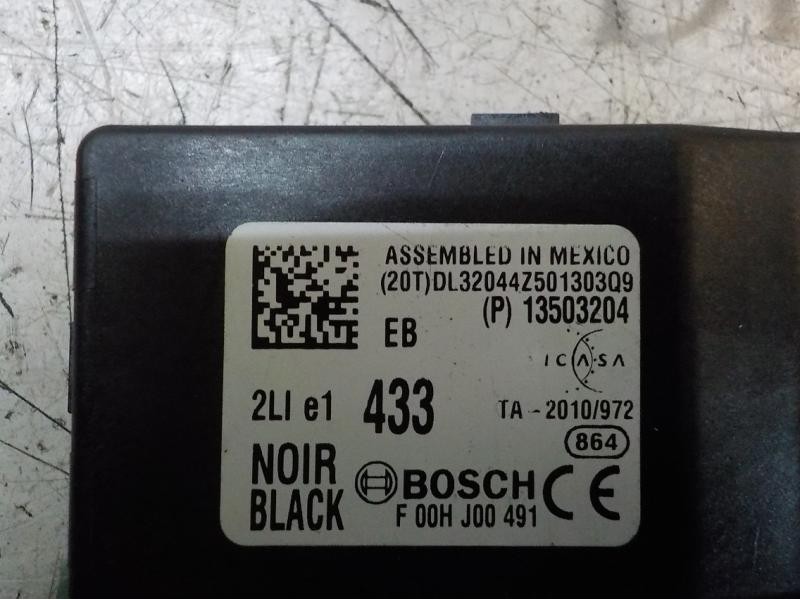 ASSEMBLED IN MEXICO
(20T)DL32044Z501303Q9
(P) 13503204
EB
ICASA
2LI e1 433
TA - 2010/972
864
NOIR
BLACK
BOSCH CE
F 00H J00 491